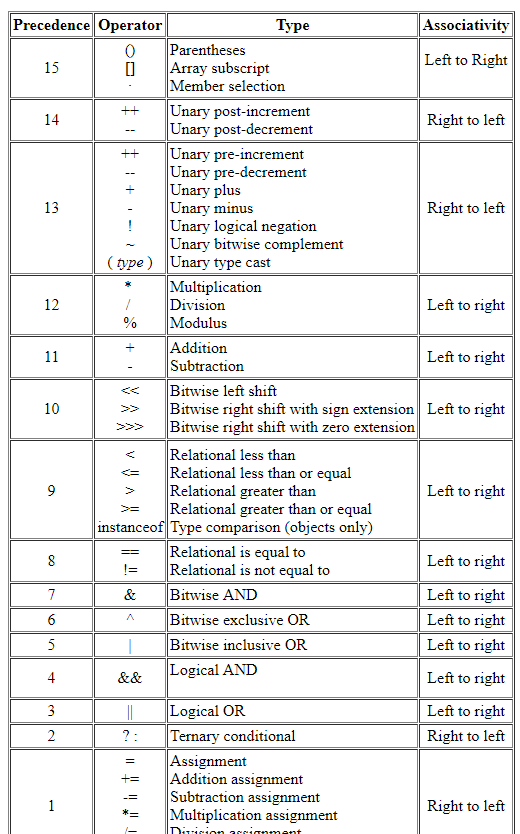 Precedence Operator Type Associativity
15 () Parentheses Left to Right
[] Array subscript
· Member selection
14 ++ Unary post-increment Right to left
-- Unary post-decrement
13 ++ Unary pre-increment Right to left
-- Unary pre-decrement
+ Unary plus
- Unary minus
! Unary logical negation
~ Unary bitwise complement
( type ) Unary type cast
12 * Multiplication Left to right
/ Division
% Modulus
11 + Addition Left to right
- Subtraction
10 << Bitwise left shift Left to right
>> Bitwise right shift with sign extension
>>> Bitwise right shift with zero extension
9 < Relational less than Left to right
<= Relational less than or equal
> Relational greater than
>= Relational greater than or equal
instanceof Type comparison (objects only)
8 == Relational is equal to Left to right
!= Relational is not equal to
7 & Bitwise AND Left to right
6 ^ Bitwise exclusive OR Left to right
5 | Bitwise inclusive OR Left to right
4 && Logical AND Left to right
3 || Logical OR Left to right
2 ? : Ternary conditional Right to left
1 = Assignment Right to left
+= Addition assignment
-= Subtraction assignment
*= Multiplication assignment
/= Division assignment